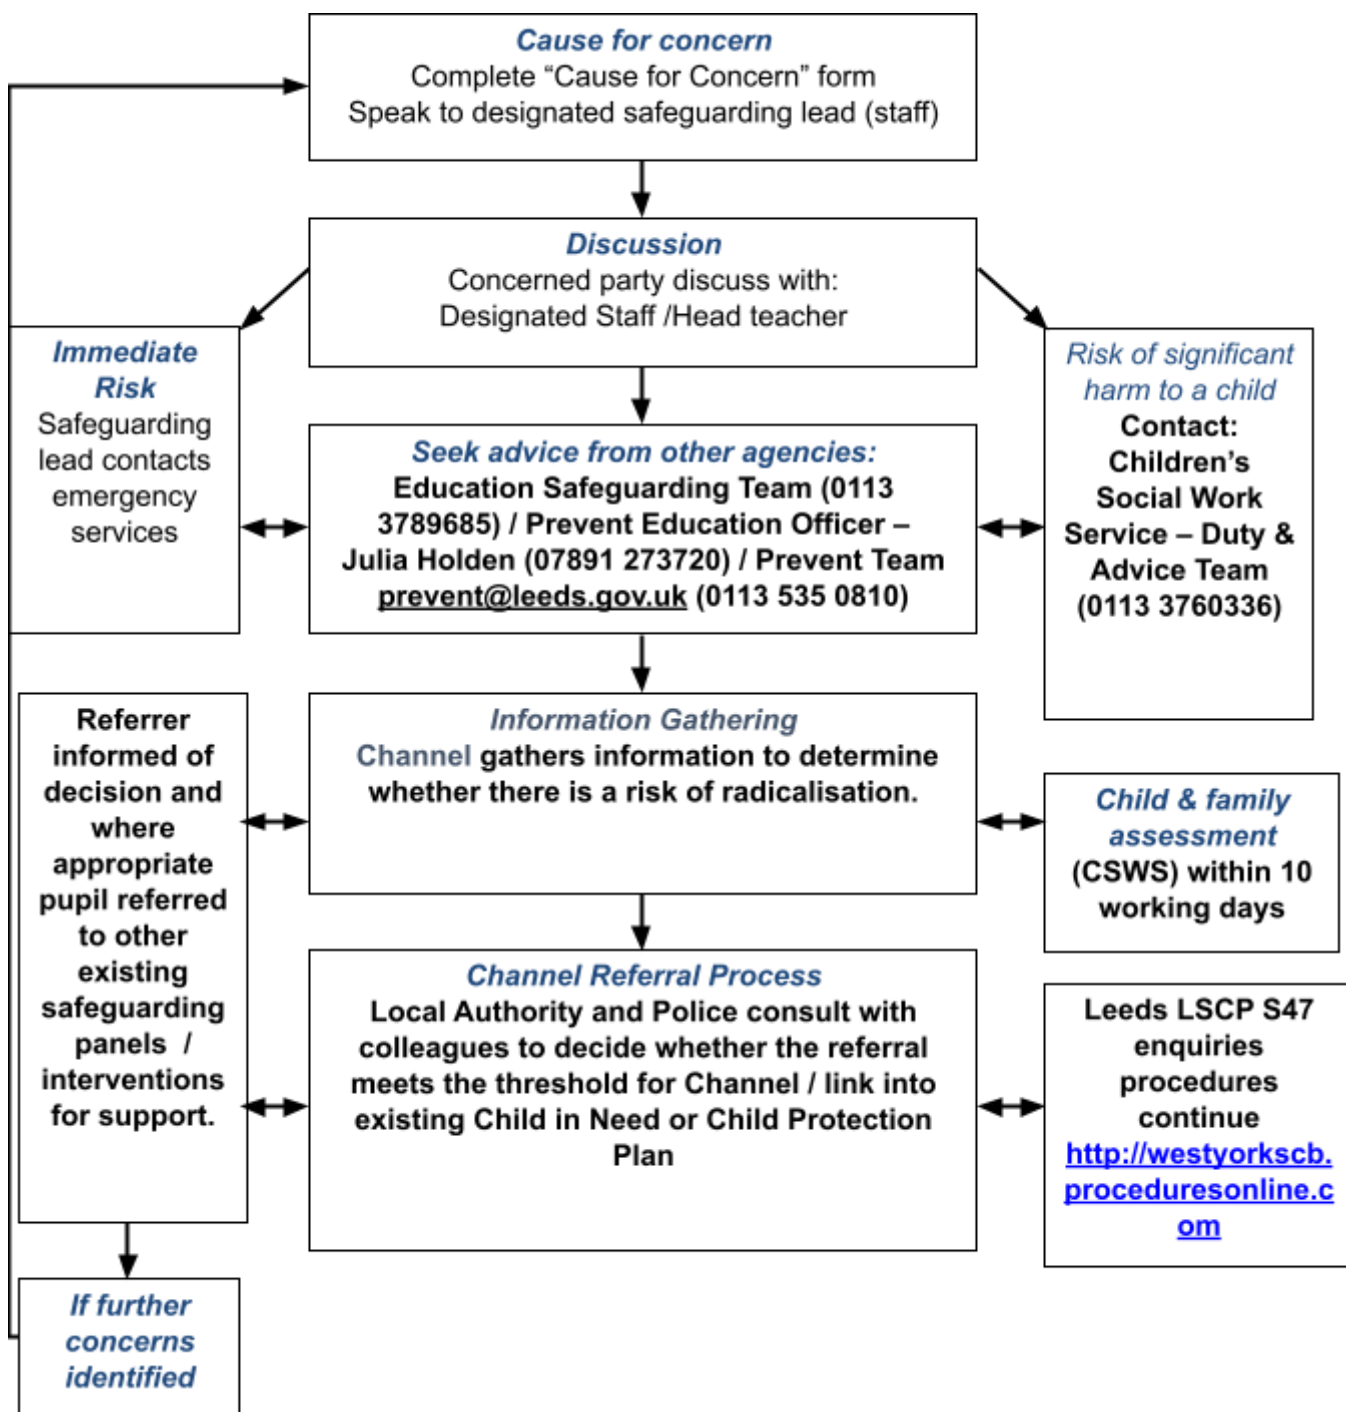 Cause for concern
Complete “Cause for Concern” form
Speak to designated safeguarding lead (staff)
Discussion
Concerned party discuss with:
Designated Staff /Head teacher
Immediate
Risk
Safeguarding
lead contacts
emergency
services
Seek advice from other agencies:
Education Safeguarding Team (0113
3789685) / Prevent Education Officer –
Julia Holden (07891 273720) / Prevent Team
prevent@leeds.gov.uk (0113 535 0810)
Risk of significant
harm to a child
Contact:
Children’s
Social Work
Service – Duty &
Advice Team
(0113 3760336)
Referrer
informed of
decision and
where
appropriate
pupil referred
to other
existing
safeguarding
panels /
interventions
for support.
Information Gathering
Channel gathers information to determine
whether there is a risk of radicalisation.
Child & family
assessment
(CSWS) within 10
working days
Channel Referral Process
Local Authority and Police consult with
colleagues to decide whether the referral
meets the threshold for Channel / link into
existing Child in Need or Child Protection
Plan
Leeds LSCP S47
enquiries
procedures
continue
http://westyorkscb.
proceduresonline.c
om
If further
concerns
identified